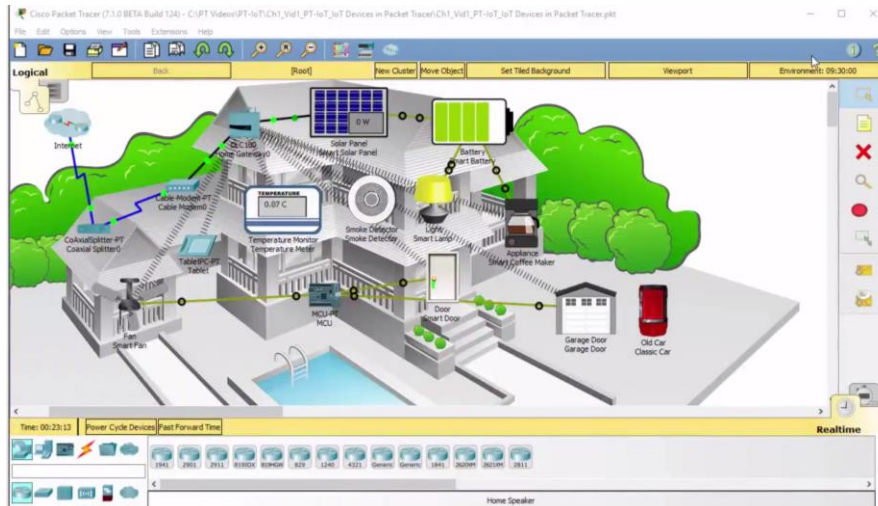 Cisco Packet Tracer (7.1.0 BETA Build 124) - C:\PT Videos\PT-IoT\Ch1_Vid1_PT-IoT_IoT Devices in Packet Tracer\Ch1_Vid1_PT-IoT_IoT Devices in Packet Tracer.pkt
File Edit Options View Tools Extensions Help
Logical Back [Root] New Cluster Move Object Set Tiled Background Viewport Environment: 09:30:00
Internet
DLC100
Home Gateway0
0 W
Solar Panel
Smart Solar Panel
Battery
Smart Battery
Cable-Modem-PT
Cable Modem0
TEMPERATURE
0.07 C
Temperature Monitor
Temperature Meter
Smoke Detector
Smoke Detector
Light
Smart Lamp
Appliance
Smart Coffee Maker
CoAxialSplitter-PT
Coaxial Splitter0
TabletPC-PT
Tablet
Fan
Smart Fan
MCU-PT
MCU
Door
Smart Door
Garage Door
Garage Door
Old Car
Classic Car
Time: 00:23:13 Power Cycle Devices Fast Forward Time Realtime
1941 2901 2911 819IOX 819HGW 829 1240 4321 Generic Generic 1841 2620XM 2621XM 2811
Home Speaker